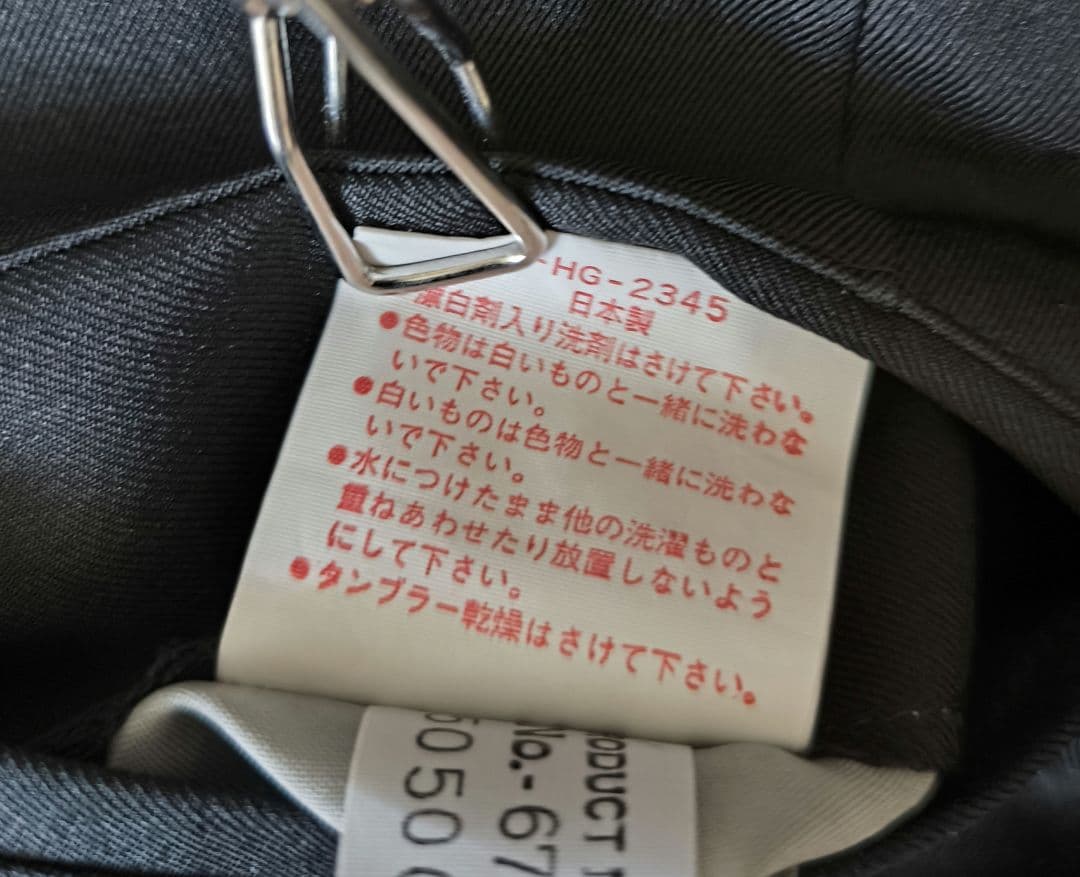 -HG-2345
日本製
漂白剤入り洗剤はさけて下さい。
●色物は白いものと一緒に洗わな
いで下さい。
●白いものは色物と一緒に洗わな
いで下さい。
●水につけたまま他の洗濯ものと
重ねあわせたり放置しないよう
にして下さい。
●タンブラー乾燥はさけて下さい。
No.-67
5050